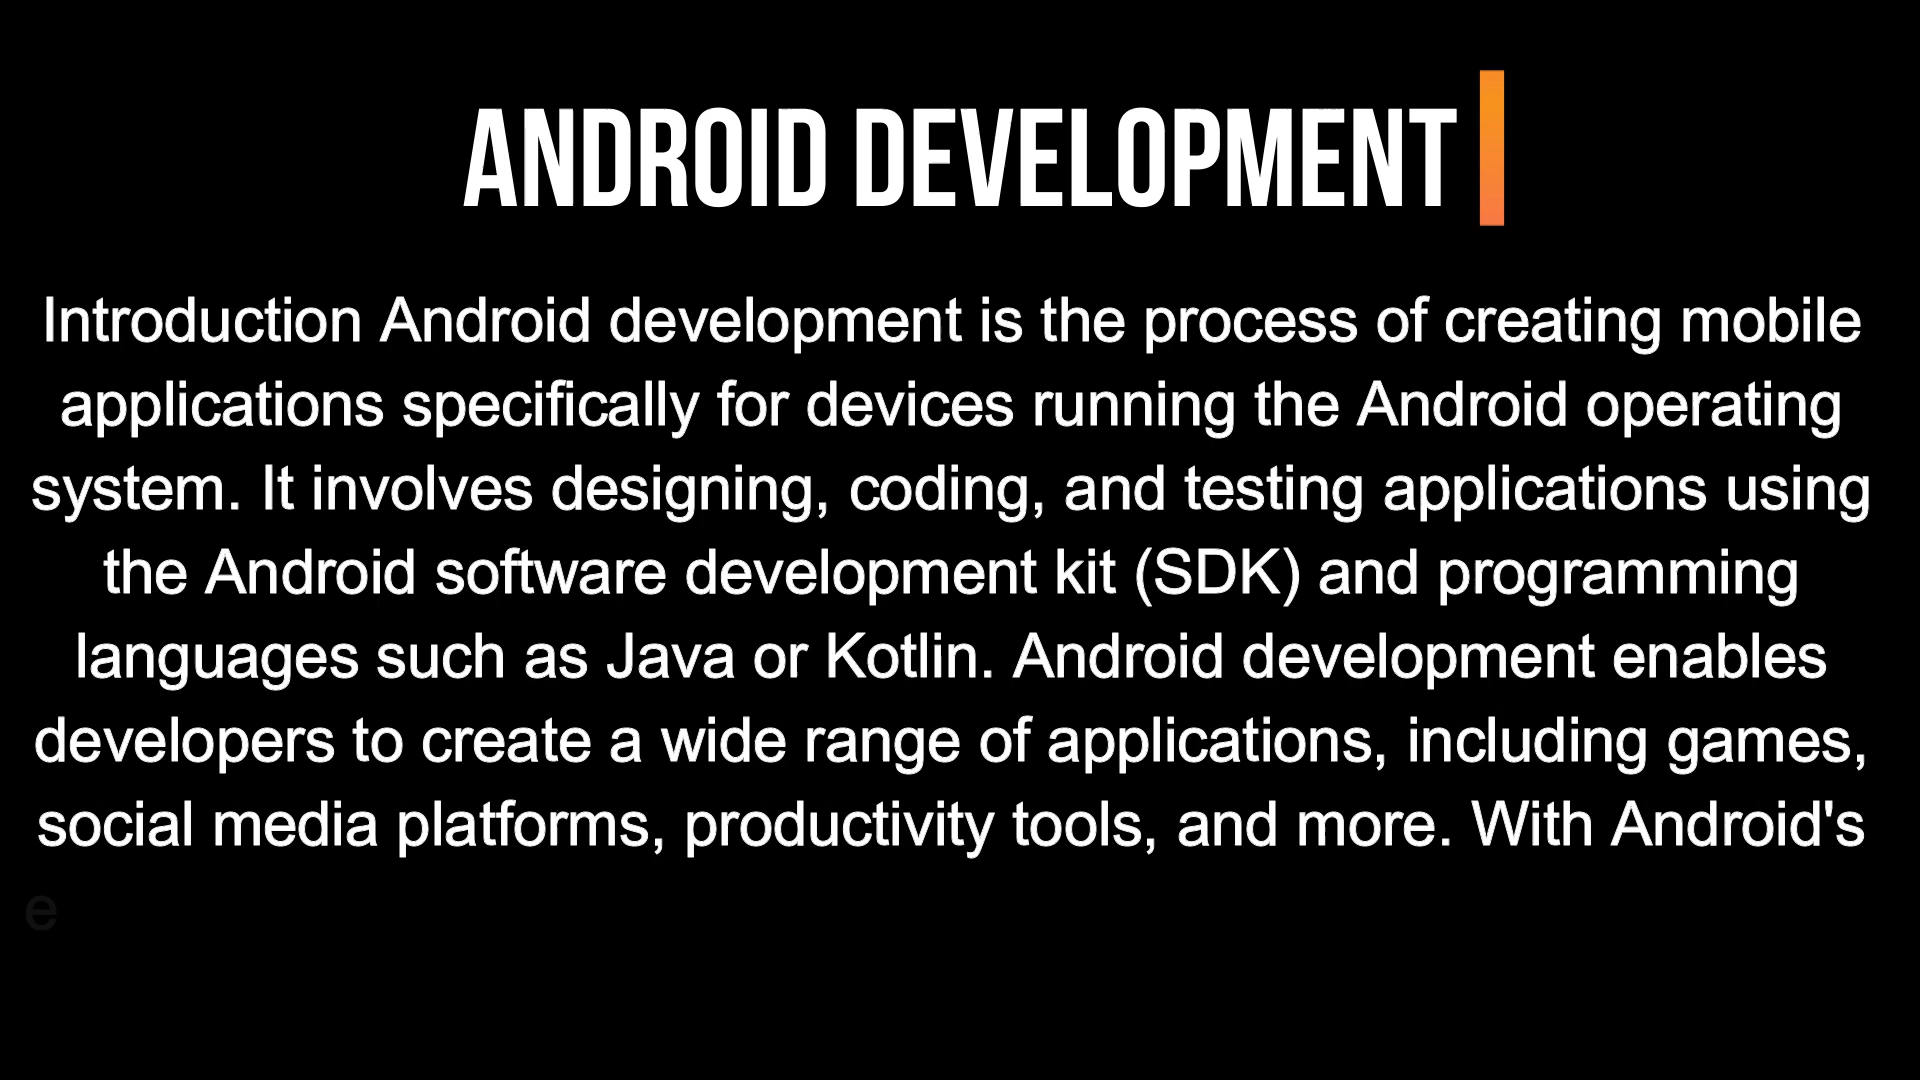 ANDROID DEVELOPMENT
Introduction Android development is the process of creating mobile
applications specifically for devices running the Android operating
system. It involves designing, coding, and testing applications using
the Android software development kit (SDK) and programming
languages such as Java or Kotlin. Android development enables
developers to create a wide range of applications, including games,
social media platforms, productivity tools, and more. With Android's
e